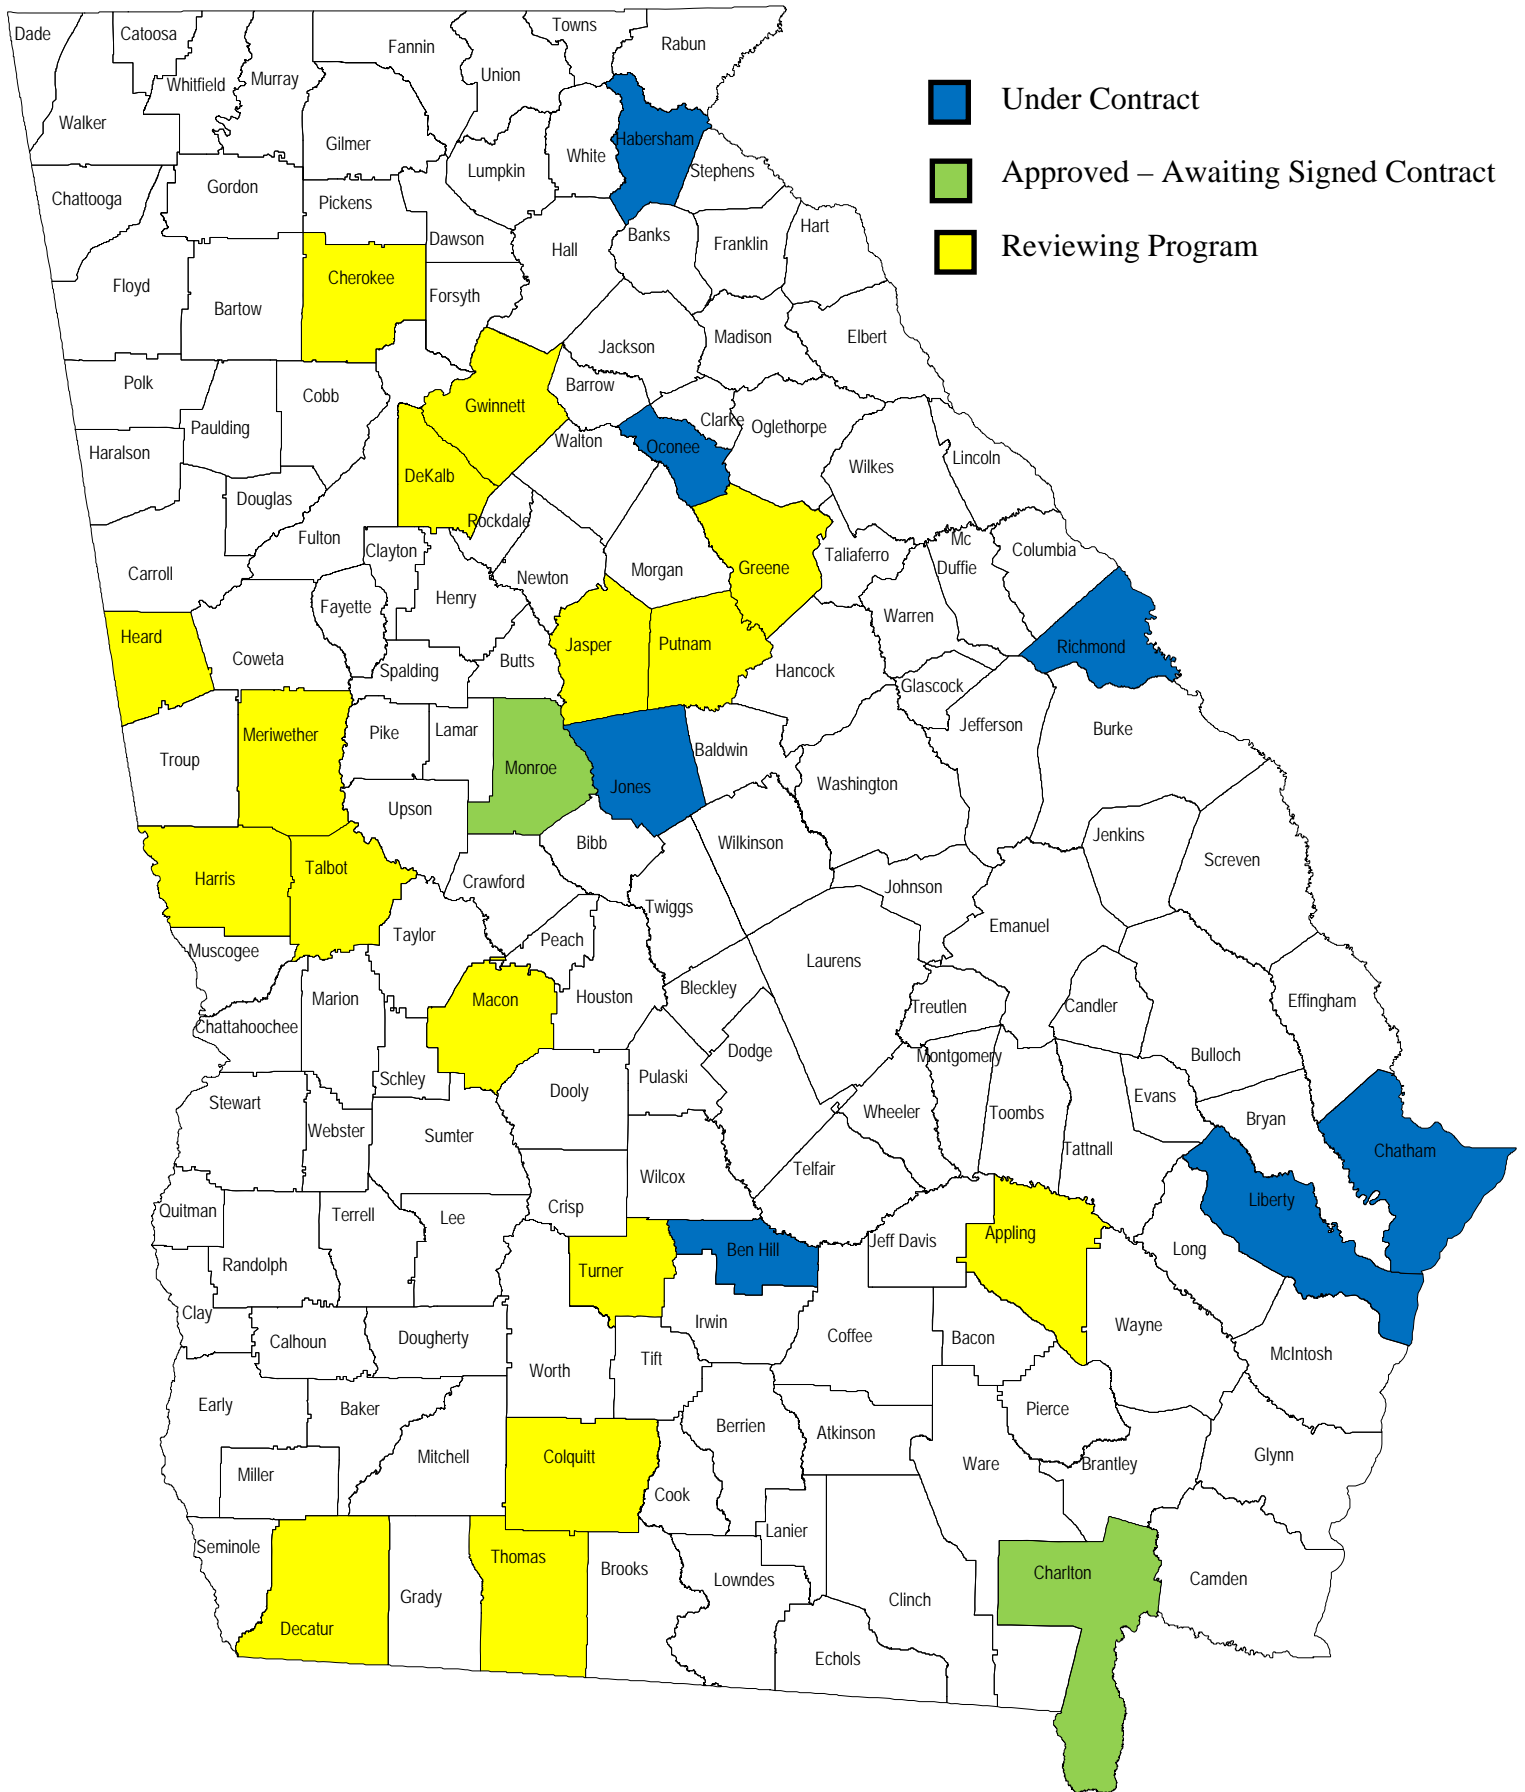 Dade
Catoosa
Whitfield
Murray
Fannin
Union
Towns
Rabun
Walker
Gilmer
Lumpkin
White
Habersham
Stephens
Chattooga
Gordon
Pickens
Dawson
Hall
Banks
Franklin
Hart
Floyd
Bartow
Cherokee
Forsyth
Jackson
Madison
Elbert
Under Contract
Approved – Awaiting Signed Contract
Reviewing Program
Polk
Cobb
Paulding
Haralson
Gwinnett
Barrow
Clarke
Oglethorpe
Walton
Oconee
Wilkes
Lincoln
DeKalb
Douglas
Rockdale
Fulton
Clayton
Carroll
Newton
Morgan
Greene
Taliaferro
Mc
Duffie
Columbia
Fayette
Henry
Warren
Richmond
Heard
Coweta
Spalding
Butts
Jasper
Putnam
Hancock
Glascock
Jefferson
Burke
Troup
Meriwether
Pike
Lamar
Monroe
Jones
Baldwin
Washington
Upson
Bibb
Wilkinson
Jenkins
Screven
Harris
Talbot
Crawford
Twiggs
Johnson
Emanuel
Muscogee
Taylor
Peach
Laurens
Marion
Macon
Houston
Bleckley
Treutlen
Candler
Effingham
Chattahoochee
Schley
Dooly
Pulaski
Dodge
Montgomery
Bulloch
Stewart
Webster
Sumter
Wheeler
Toombs
Evans
Bryan
Tattnall
Chatham
Quitman
Terrell
Lee
Crisp
Wilcox
Telfair
Liberty
Randolph
Turner
Ben Hill
Jeff Davis
Appling
Long
Clay
Calhoun
Dougherty
Worth
Tift
Irwin
Coffee
Bacon
Wayne
McIntosh
Early
Baker
Mitchell
Colquitt
Berrien
Atkinson
Pierce
Miller
Cook
Ware
Brantley
Glynn
Seminole
Decatur
Grady
Thomas
Brooks
Lanier
Lowndes
Clinch
Charlton
Camden
Echols